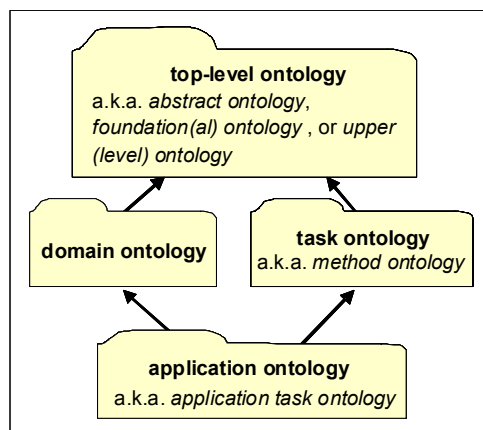 top-level ontology
a.k.a. abstract ontology,
foundation(al) ontology , or upper
(level) ontology
domain ontology
task ontology
a.k.a. method ontology
application ontology
a.k.a. application task ontology